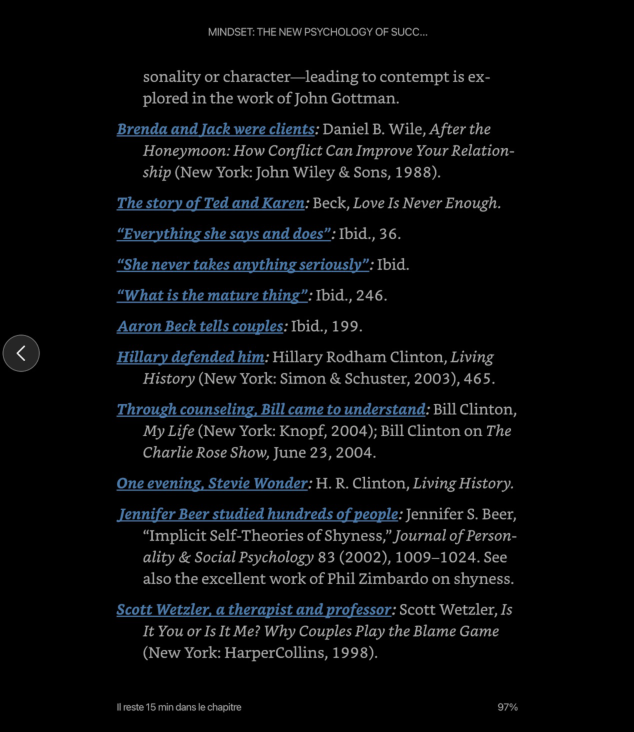 MINDSET: THE NEW PSYCHOLOGY OF SUCC...
sonality or character—leading to contempt is ex-
plored in the work of John Gottman.
Brenda and Jack were clients: Daniel B. Wile, After the
Honeymoon: How Conflict Can Improve Your Relation-
ship (New York: John Wiley & Sons, 1988).
The story of Ted and Karen: Beck, Love Is Never Enough.
“Everything she says and does”: Ibid., 36.
“She never takes anything seriously”: Ibid.
“What is the mature thing”: Ibid., 246.
Aaron Beck tells couples: Ibid., 199.
Hillary defended him: Hillary Rodham Clinton, Living
History (New York: Simon & Schuster, 2003), 465.
Through counseling, Bill came to understand: Bill Clinton,
My Life (New York: Knopf, 2004); Bill Clinton on The
Charlie Rose Show, June 23, 2004.
One evening, Stevie Wonder: H. R. Clinton, Living History.
Jennifer Beer studied hundreds of people: Jennifer S. Beer,
“Implicit Self-Theories of Shyness,” Journal of Person-
ality & Social Psychology 83 (2002), 1009–1024. See
also the excellent work of Phil Zimbardo on shyness.
Scott Wetzler, a therapist and professor: Scott Wetzler, Is
It You or Is It Me? Why Couples Play the Blame Game
(New York: HarperCollins, 1998).
Il reste 15 min dans le chapitre
97%